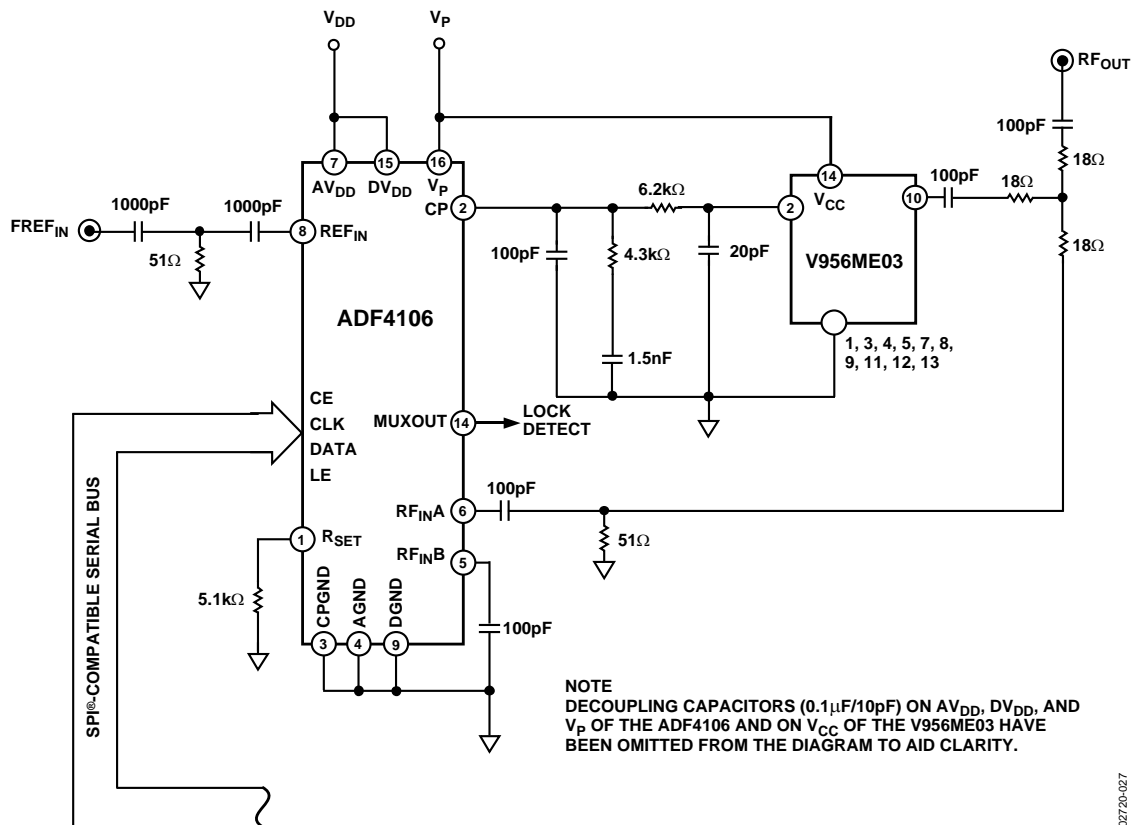 VDD
VP
RFOUT
100pF
18Ω
7
15
16
AVDD
DVDD
VP
CP
2
6.2kΩ
14
VCC
2
10
100pF
18Ω
18Ω
1000pF
1000pF
FREFIN
8
REFIN
51Ω
100pF
4.3kΩ
20pF
V956ME03
ADF4106
1.5nF
1, 3, 4, 5, 7, 8,
9, 11, 12, 13
CE
CLK
DATA
LE
MUXOUT
14
LOCK
DETECT
100pF
RFINA
6
51Ω
1
RSET
RFINB
5
5.1kΩ
CPGND
AGND
DGND
3
4
9
100pF
SPI®-COMPATIBLE SERIAL BUS
NOTE
DECOUPLING CAPACITORS (0.1μF/10pF) ON AVDD, DVDD, AND
VP OF THE ADF4106 AND ON VCC OF THE V956ME03 HAVE
BEEN OMITTED FROM THE DIAGRAM TO AID CLARITY.
02720-027